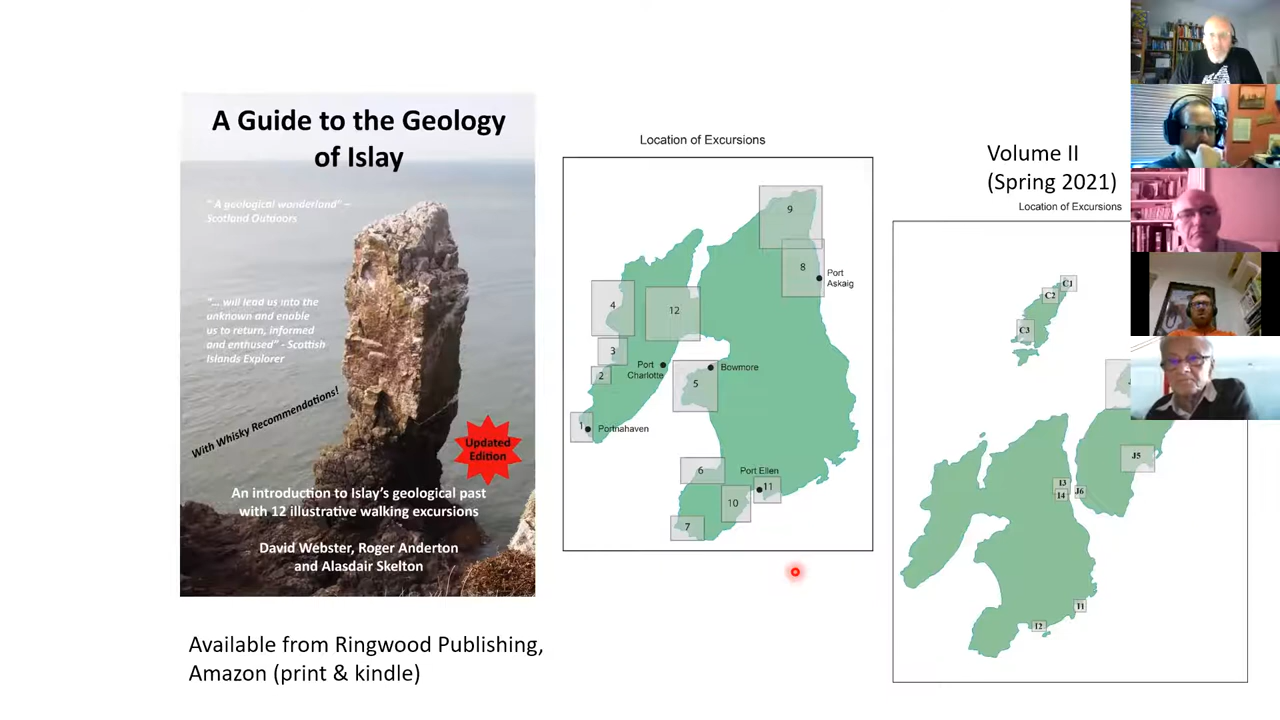 A Guide to the Geology
of Islay
" A geological wonderland" –
Scotland Outdoors
"... will lead us into the
unknown and enable
us to return, informed
and enthused" - Scottish
Islands Explorer
With Whisky Recommendations!
Updated
Edition
An introduction to Islay's geological past
with 12 illustrative walking excursions
David Webster, Roger Anderton
and Alasdair Skelton
Available from Ringwood Publishing,
Amazon (print & kindle)
Location of Excursions
9
8
Port
Askaig
4
12
3
Port
Charlotte
Bowmore
2
5
1
Portnahaven
6
Port Ellen
11
10
7
Volume II
(Spring 2021)
Location of Excursions
C1
C2
C3
J5
I3
I4
J6
I1
I2